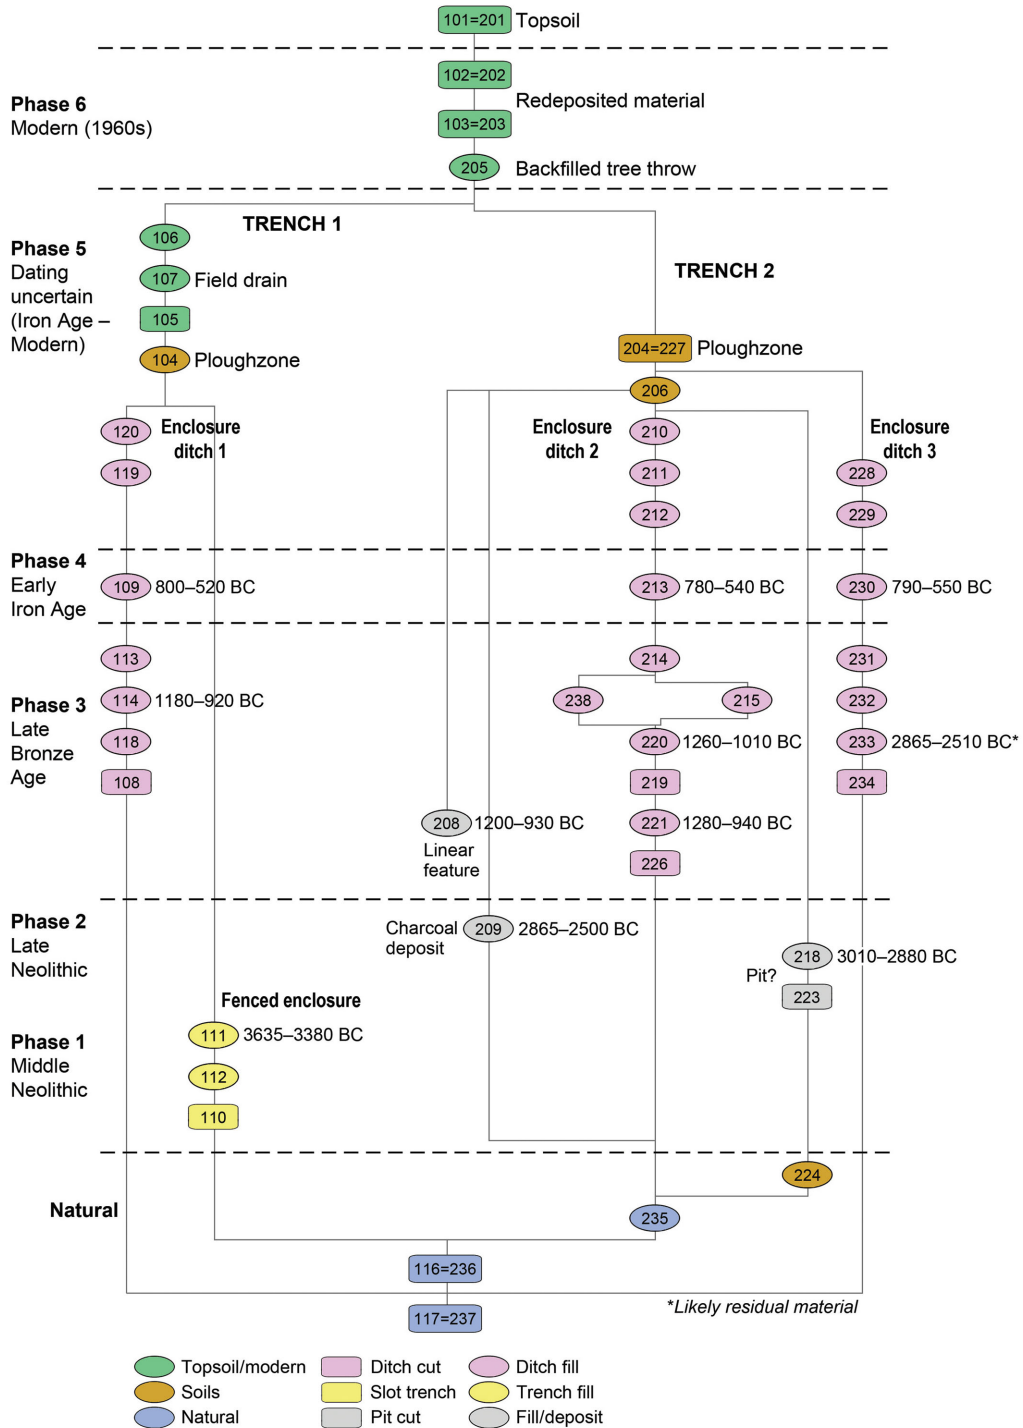 101=201 Topsoil
102=202
Redeposited material
Phase 6
Modern (1960s)
103=203
205 Backfilled tree throw
TRENCH 1
106
Phase 5
Dating
uncertain
(Iron Age –
Modern)
107 Field drain
TRENCH 2
105
104 Ploughzone
204=227 Ploughzone
206
120
Enclosure
ditch 1
Enclosure
ditch 2
210
Enclosure
ditch 3
119
211
228
212
229
Phase 4
Early
Iron Age
109 800–520 BC
213 780–540 BC
230 790–550 BC
113
214
231
Phase 3
Late
Bronze
Age
114 1180–920 BC
238
215
232
118
220 1260–1010 BC
233 2865–2510 BC*
108
219
234
208 1200–930 BC
Linear
feature
221 1280–940 BC
226
Phase 2
Late
Neolithic
Charcoal
deposit
209 2865–2500 BC
218 3010–2880 BC
Pit?
223
Fenced enclosure
Phase 1
Middle
Neolithic
111 3635–3380 BC
112
110
224
Natural
235
116=236
*Likely residual material
117=237
Topsoil/modern Ditch cut Ditch fill
Soils Slot trench Trench fill
Natural Pit cut Fill/deposit